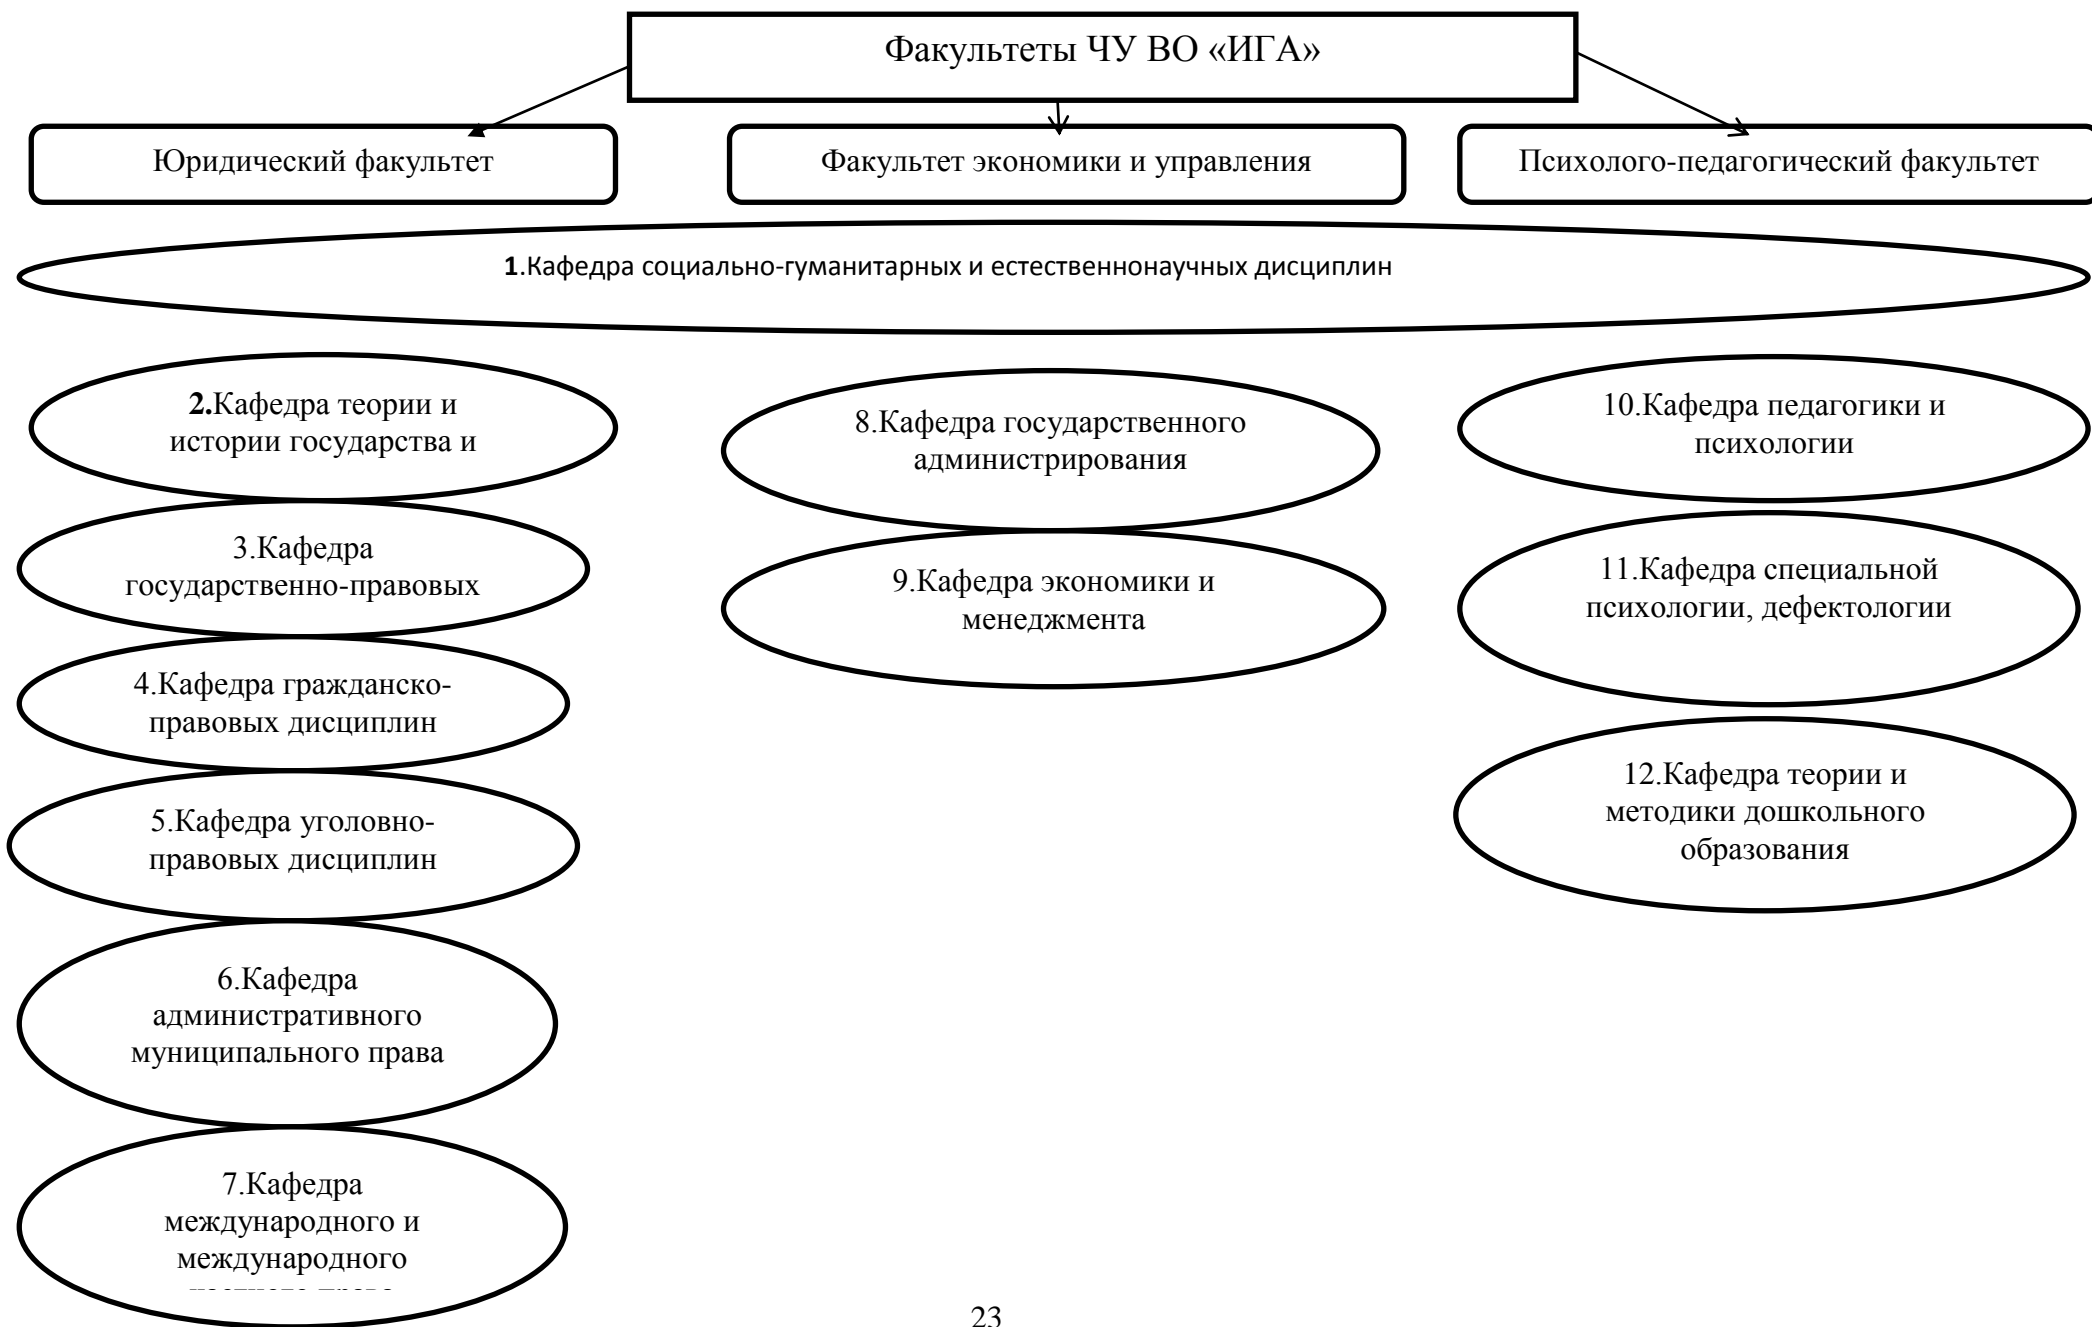 Факультеты ЧУ ВО «ИГА»
Юридический факультет
Факультет экономики и управления
Психолого-педагогический факультет
1.Кафедра социально-гуманитарных и естественнонаучных дисциплин
2.Кафедра теории и
истории государства и
3.Кафедра
государственно-правовых
4.Кафедра гражданско-
правовых дисциплин
5.Кафедра уголовно-
правовых дисциплин
6.Кафедра
административного
муниципального права
7.Кафедра
международного и
международного
8.Кафедра государственного
администрирования
9.Кафедра экономики и
менеджмента
10.Кафедра педагогики и
психологии
11.Кафедра специальной
психологии, дефектологии
12.Кафедра теории и
методики дошкольного
образования
23